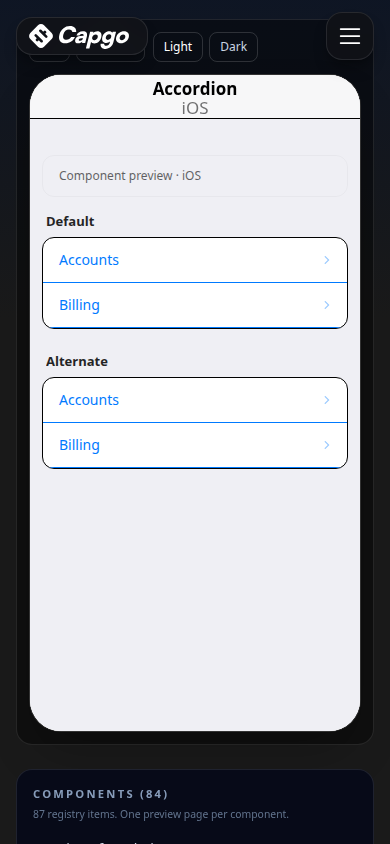 Capgo
Light
Dark
Accordion
iOS
Component preview · iOS
Default
Accounts
Billing
Alternate
Accounts
Billing
COMPONENTS (84)
87 registry items. One preview page per component.